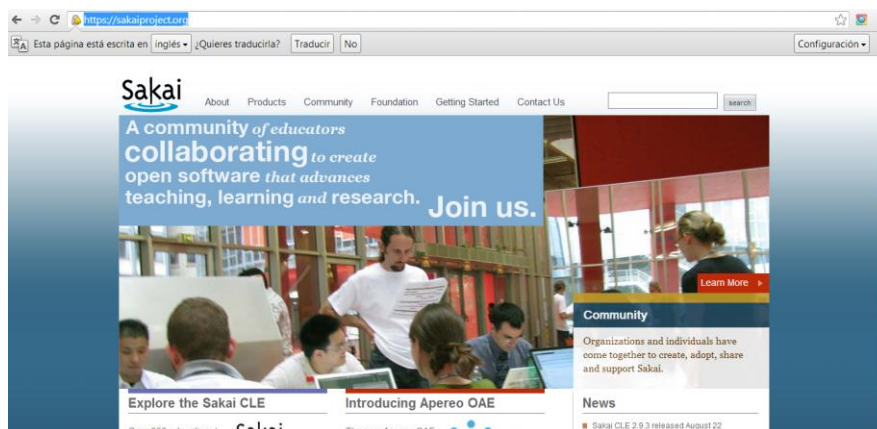 https://sakaiproject.org
Esta página está escrita en inglés ¿Quieres traducirla? Traducir No Configuración
Sakai
About Products Community Foundation Getting Started Contact Us search
A community of educators
collaborating to create
open software that advances
teaching, learning and research. Join us.
Learn More
Community
Organizations and individuals have
come together to create, adopt, share
and support Sakai.
Explore the Sakai CLE Introducing Apereo OAE News
Sakai CLE 2.9.3 released August 22